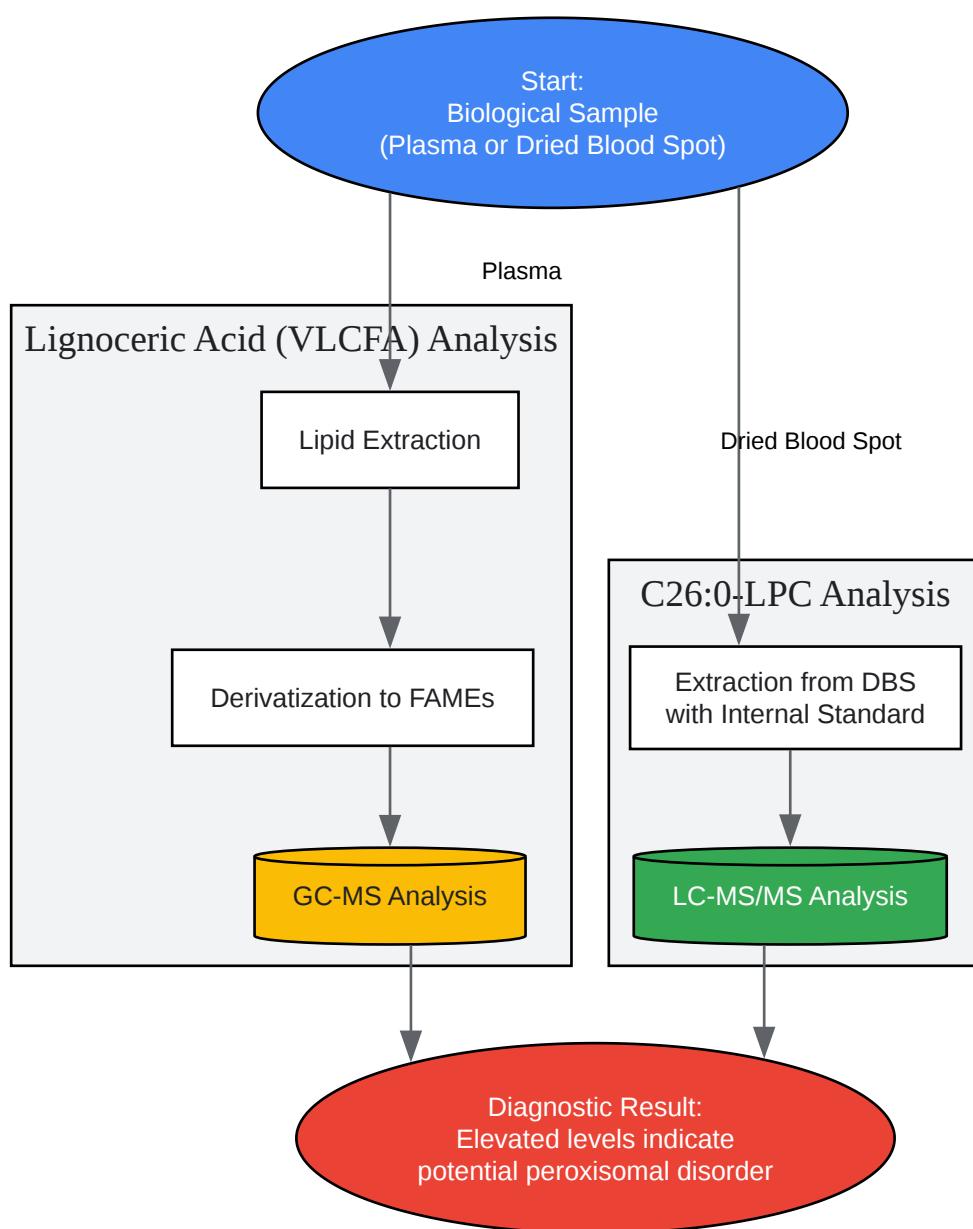 Start:
Biological Sample
(Plasma or Dried Blood Spot)
Plasma
Lignoceric Acid (VLCFA) Analysis
Lipid Extraction
Derivatization to FAMEs
GC-MS Analysis
Dried Blood Spot
C26:0-LPC Analysis
Extraction from DBS
with Internal Standard
LC-MS/MS Analysis
Diagnostic Result:
Elevated levels indicate
potential peroxisomal disorder